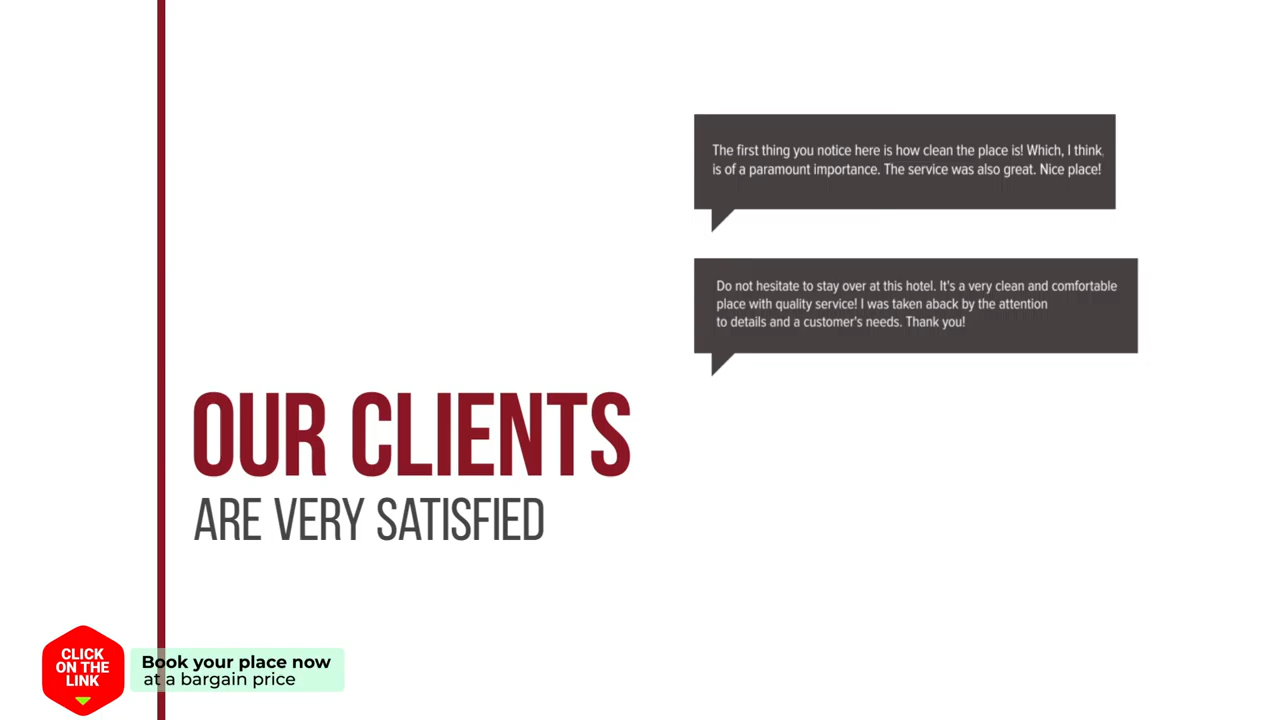 The first thing you notice here is how clean the place is! Which, I think,
is of a paramount importance. The service was also great. Nice place!
Do not hesitate to stay over at this hotel. It's a very clean and comfortable
place with quality service! I was taken aback by the attention
to details and a customer's needs. Thank you!
OUR CLIENTS
ARE VERY SATISFIED
CLICK
ON THE
LINK
Book your place now
at a bargain price